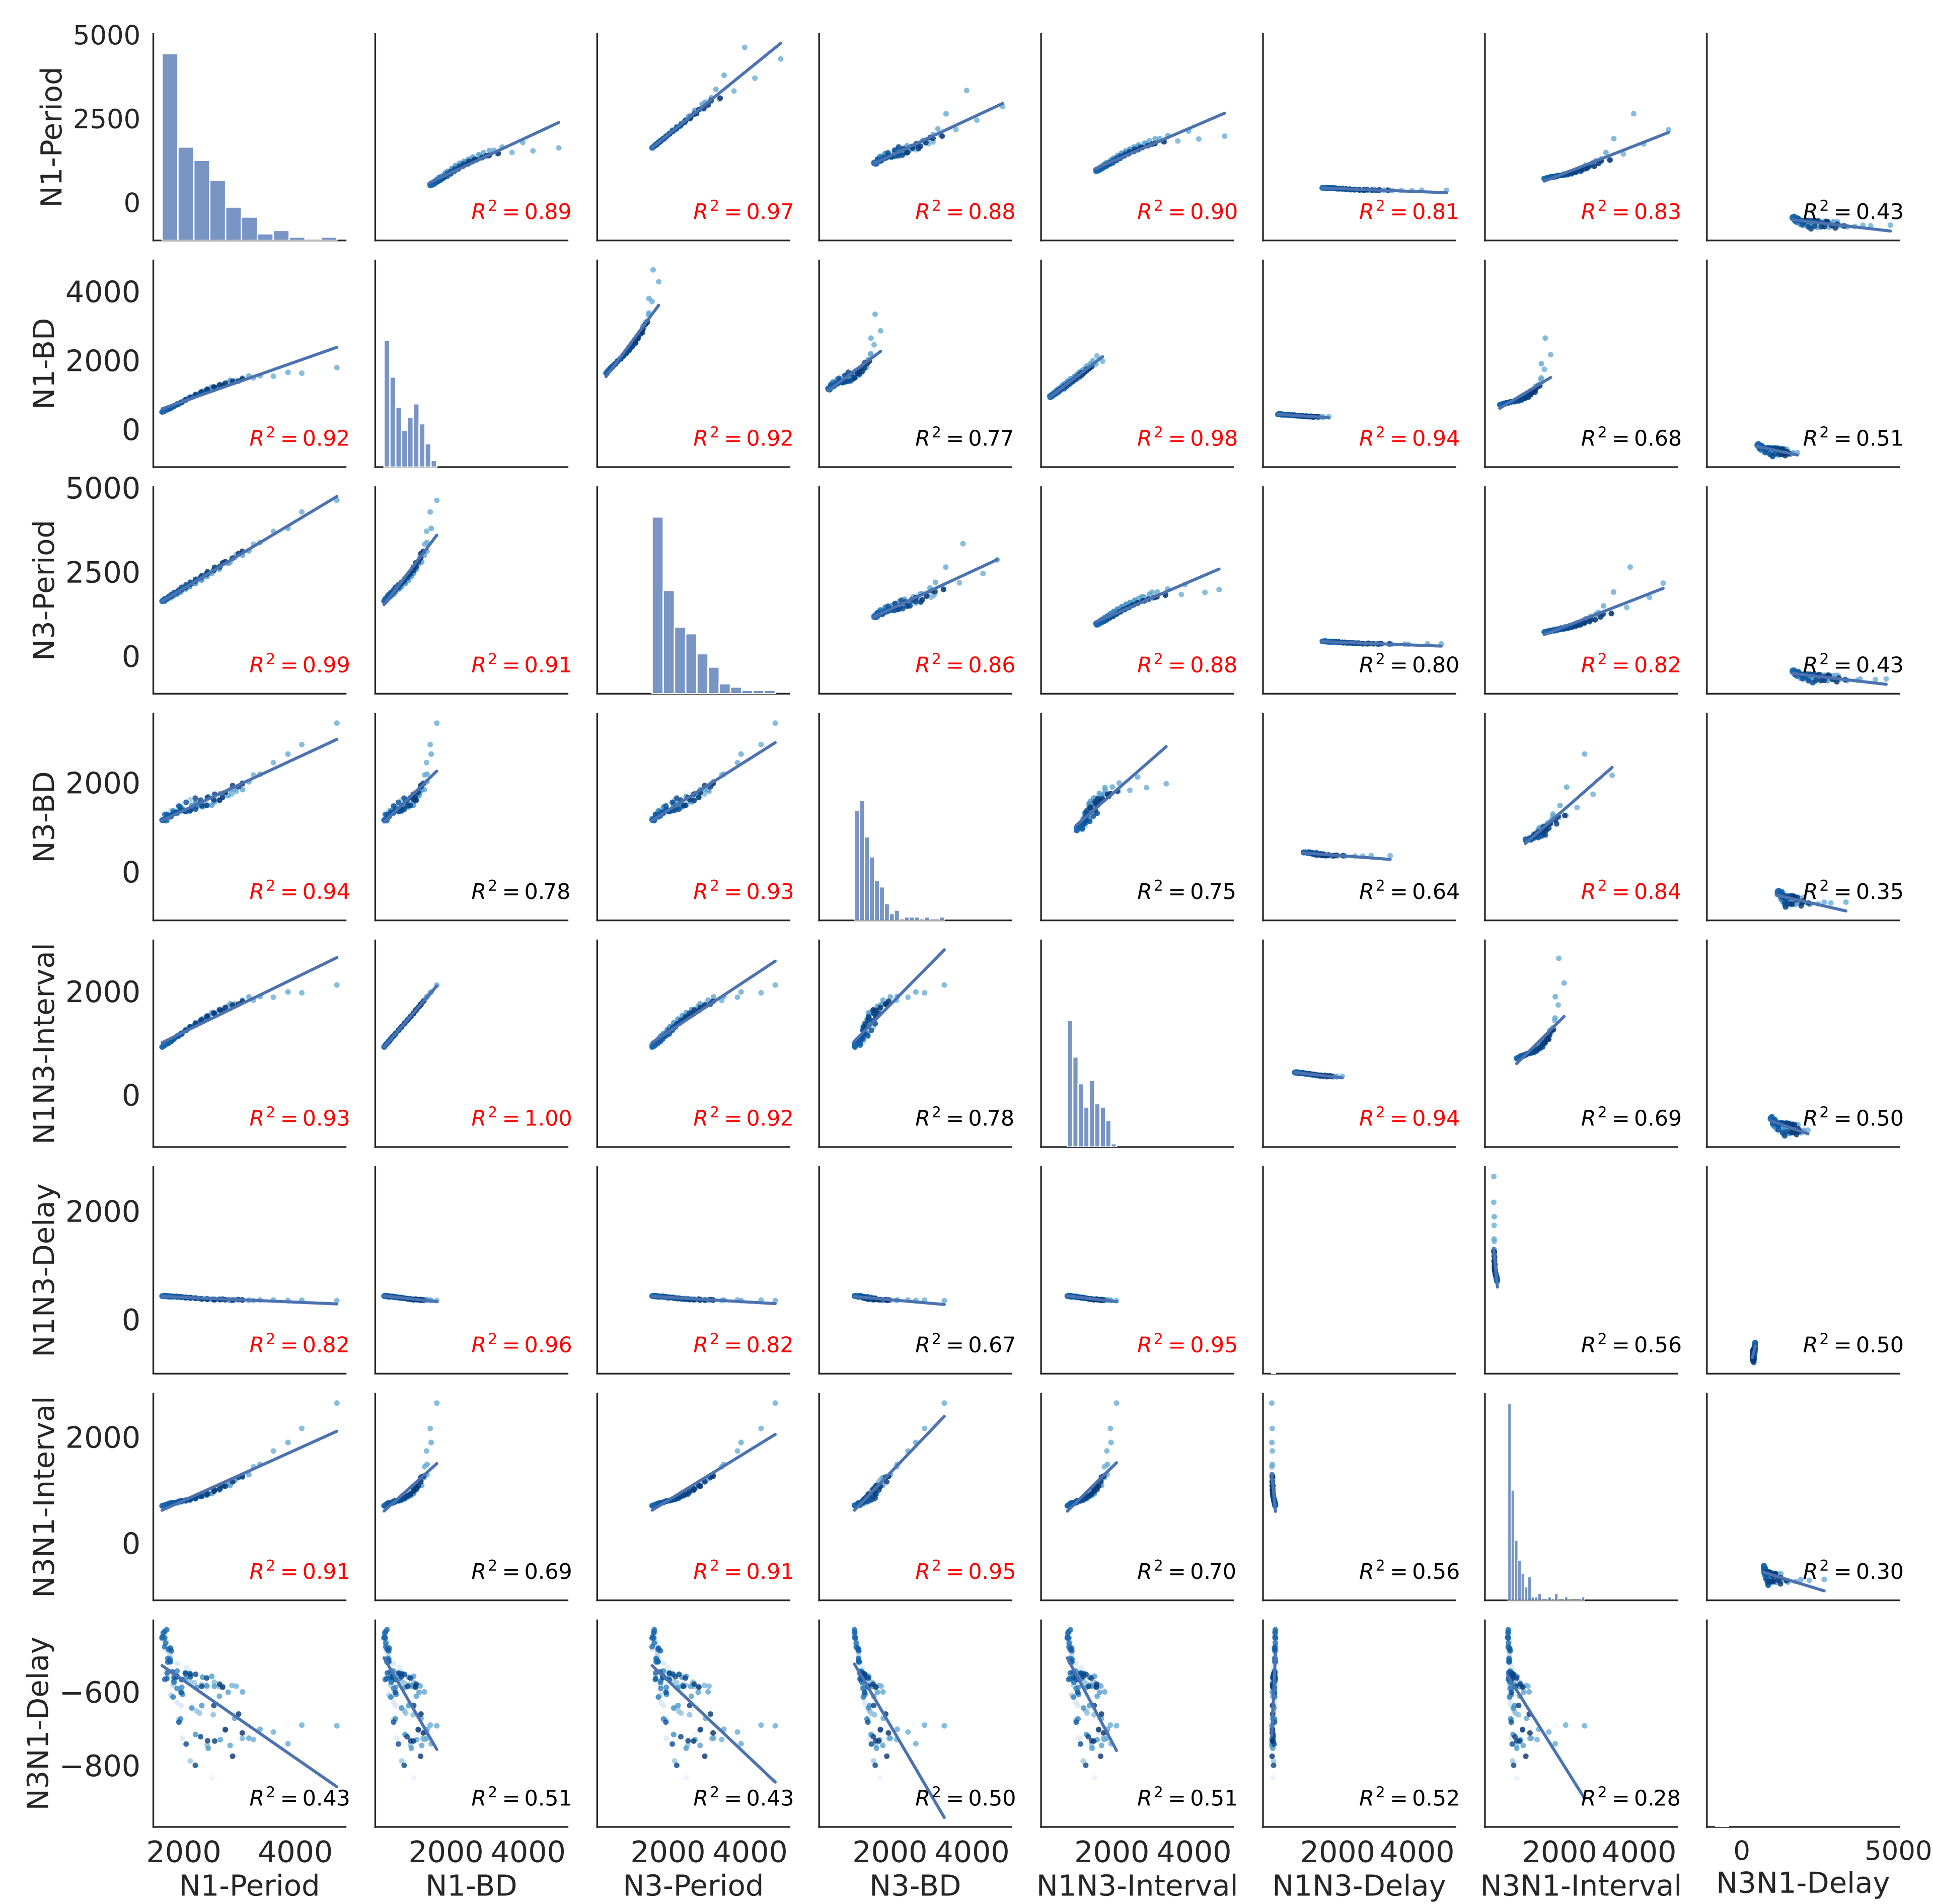 5000
2500
0
N1-Period
R² = 0.89
R² = 0.97
R² = 0.88
R² = 0.90
R² = 0.81
R² = 0.83
R² = 0.43
4000
2000
0
N1-BD
R² = 0.92
R² = 0.92
R² = 0.77
R² = 0.98
R² = 0.94
R² = 0.68
R² = 0.51
5000
2500
0
N3-Period
R² = 0.99
R² = 0.91
R² = 0.86
R² = 0.88
R² = 0.80
R² = 0.82
R² = 0.43
2000
0
N3-BD
R² = 0.94
R² = 0.78
R² = 0.93
R² = 0.75
R² = 0.64
R² = 0.84
R² = 0.35
2000
0
N1N3-Interval
R² = 0.93
R² = 1.00
R² = 0.92
R² = 0.78
R² = 0.94
R² = 0.69
R² = 0.50
2000
0
N1N3-Delay
R² = 0.82
R² = 0.96
R² = 0.82
R² = 0.67
R² = 0.95
R² = 0.56
R² = 0.50
2000
0
N3N1-Interval
R² = 0.91
R² = 0.69
R² = 0.91
R² = 0.95
R² = 0.70
R² = 0.56
R² = 0.30
−600
−800
N3N1-Delay
R² = 0.43
R² = 0.51
R² = 0.43
R² = 0.50
R² = 0.51
R² = 0.52
R² = 0.28
2000 4000
2000 4000
2000 4000
2000 4000
2000 4000
2000 4000
2000 4000
0 5000
N1-Period
N1-BD
N3-Period
N3-BD
N1N3-Interval
N1N3-Delay
N3N1-Interval
N3N1-Delay